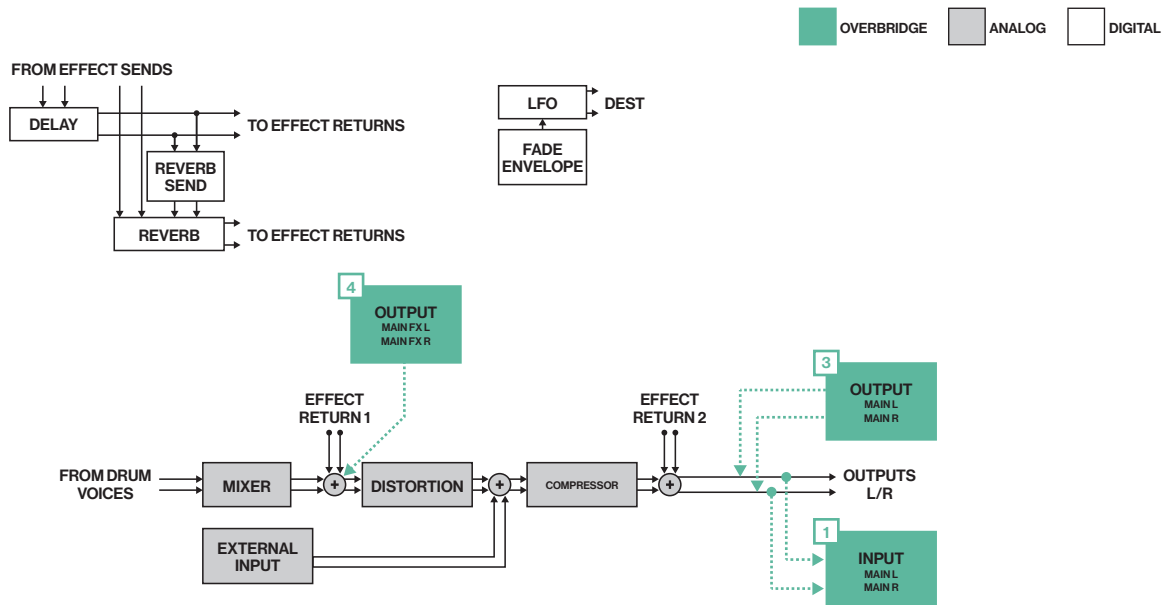 OVERBRIDGE
ANALOG
DIGITAL
FROM EFFECT SENDS
DELAY
TO EFFECT RETURNS
REVERB
SEND
REVERB
TO EFFECT RETURNS
LFO
DEST
FADE
ENVELOPE
4
OUTPUT
MAIN FX L
MAIN FX R
3
OUTPUT
MAIN L
MAIN R
EFFECT
RETURN 1
EFFECT
RETURN 2
FROM DRUM
VOICES
MIXER
+
DISTORTION
+
COMPRESSOR
+
OUTPUTS
L/R
EXTERNAL
INPUT
1
INPUT
MAIN L
MAIN R